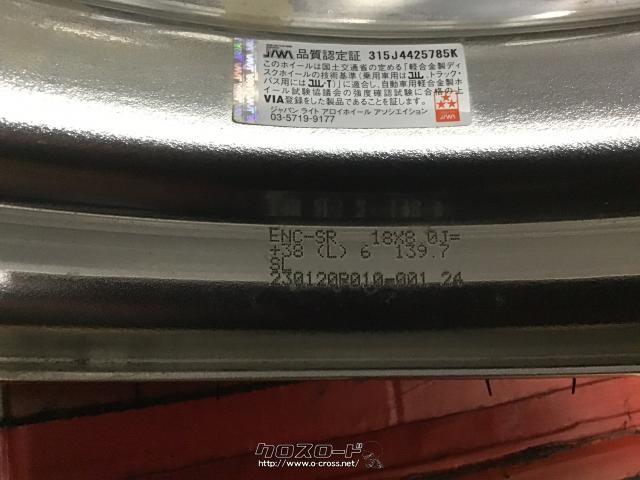 JAWA 品質認定証 315J4425785K
このホイールは国土交通省の定める「軽合金製ディ
スクホイールの技術基準(乗用車用はJWL、トラック・
バス用にはJWL-T)」に適合し、自動車用軽合金製ホ
イール試験協議会の強度確認試験に合格の上
VIA登録をした製品であることを証します。
ジャパン ライト アロイホイール アソシエイション
03-5719-9177
JAWA
ENC-SR 18X8.0J=
+38 (L) 6 139.7
SL
230120R010-001 24
クロスロード
http://www.o-cross.net/